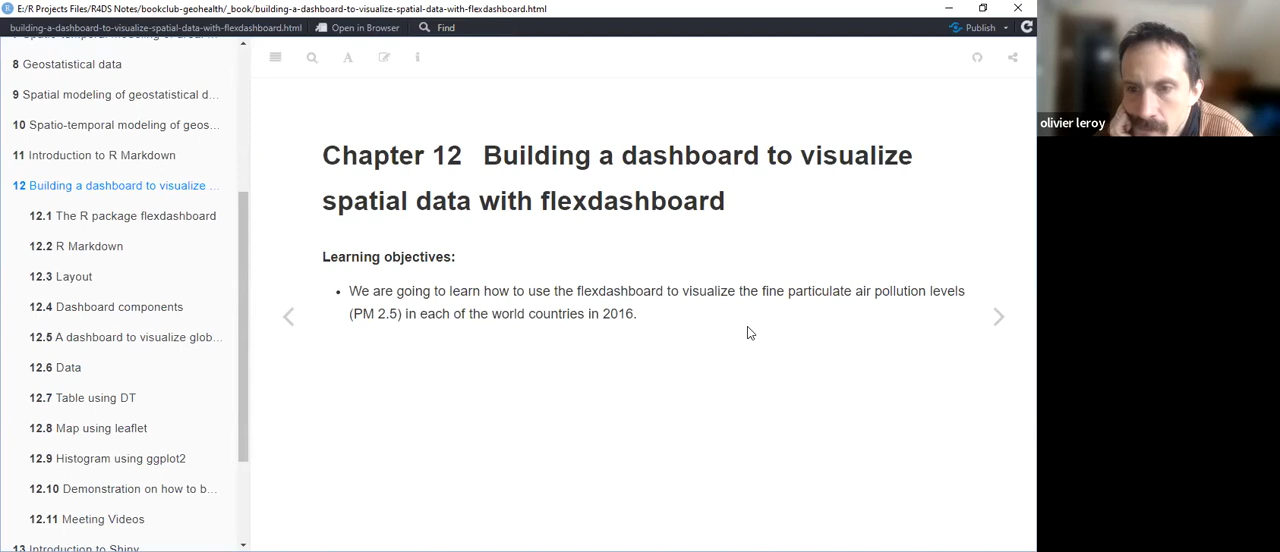 E:/R Projects Files/R4DS Notes/bookclub-geohealth/_book/building-a-dashboard-to-visualize-spatial-data-with-flexdashboard.html
building-a-dashboard-to-visualize-spatial-data-with-flexdashboard.html
Open in Browser
Find
Publish
8 Geostatistical data
9 Spatial modeling of geostatistical d...
10 Spatio-temporal modeling of geos...
11 Introduction to R Markdown
12 Building a dashboard to visualize ...
12.1 The R package flexdashboard
12.2 R Markdown
12.3 Layout
12.4 Dashboard components
12.5 A dashboard to visualize glob...
12.6 Data
12.7 Table using DT
12.8 Map using leaflet
12.9 Histogram using ggplot2
12.10 Demonstration on how to b...
12.11 Meeting Videos
13 Introduction to Shiny
Chapter 12 Building a dashboard to visualize
spatial data with flexdashboard
Learning objectives:
• We are going to learn how to use the flexdashboard to visualize the fine particulate air pollution levels
(PM 2.5) in each of the world countries in 2016.
olivier leroy